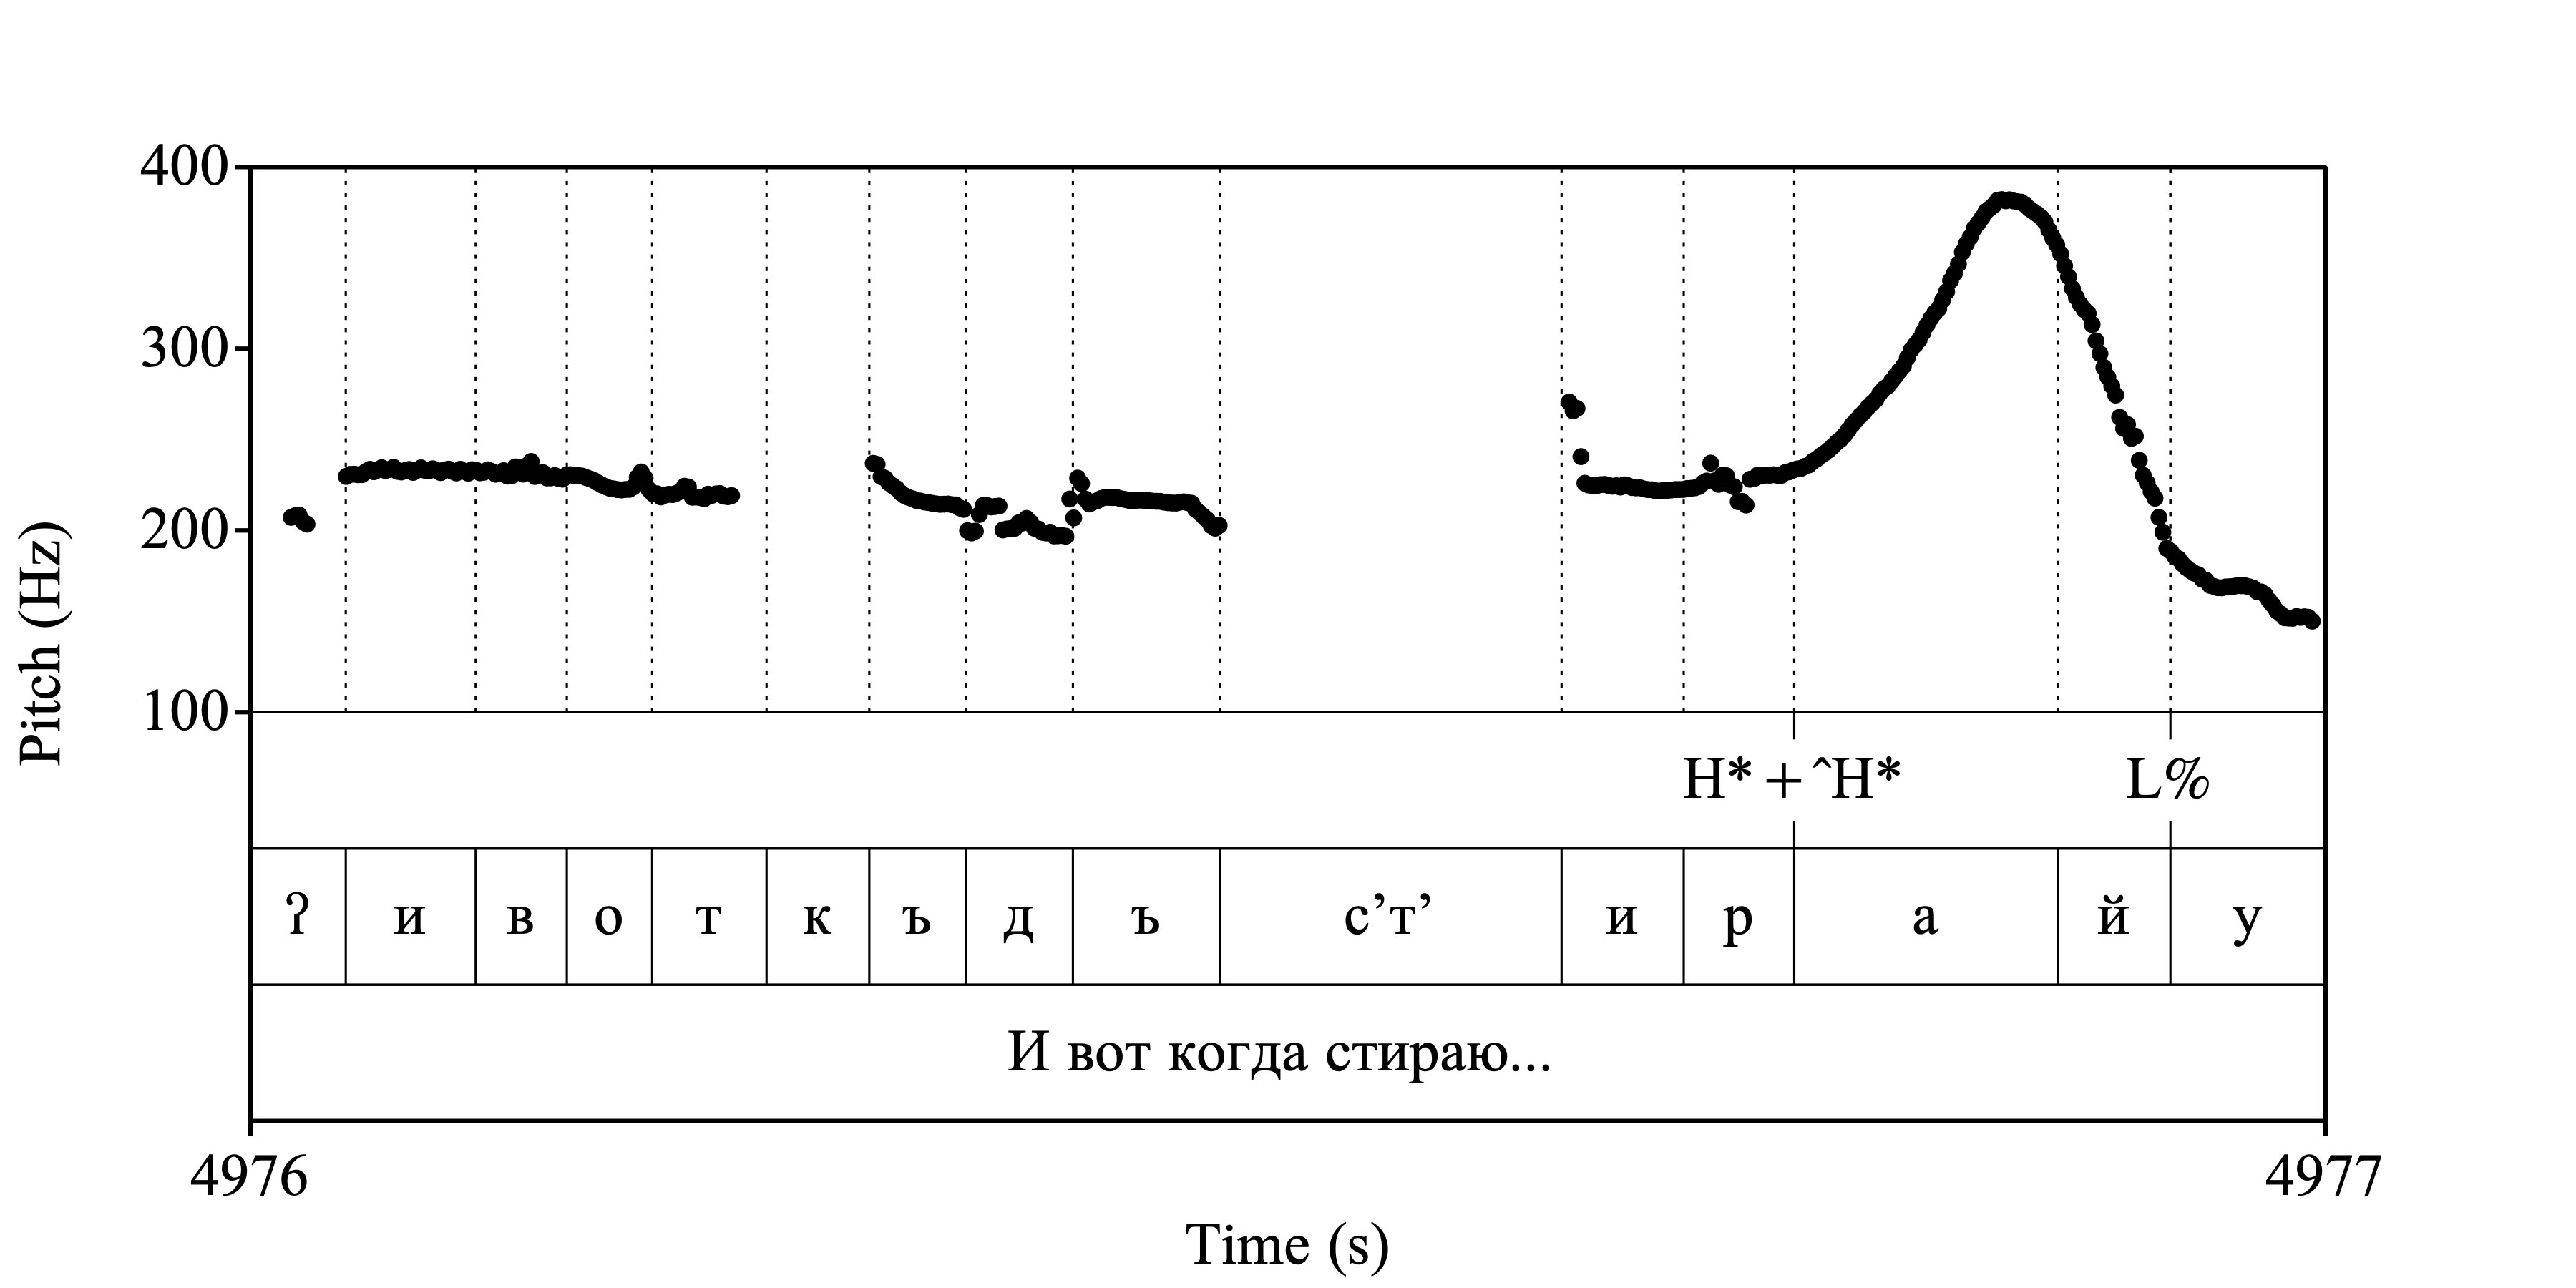 400
300
200
100
Pitch (Hz)
H* + ^H* L%
ʔ и в о т к ъ д ъ с’т’ и р а й у
И вот когда стираю...
4976 4977
Time (s)